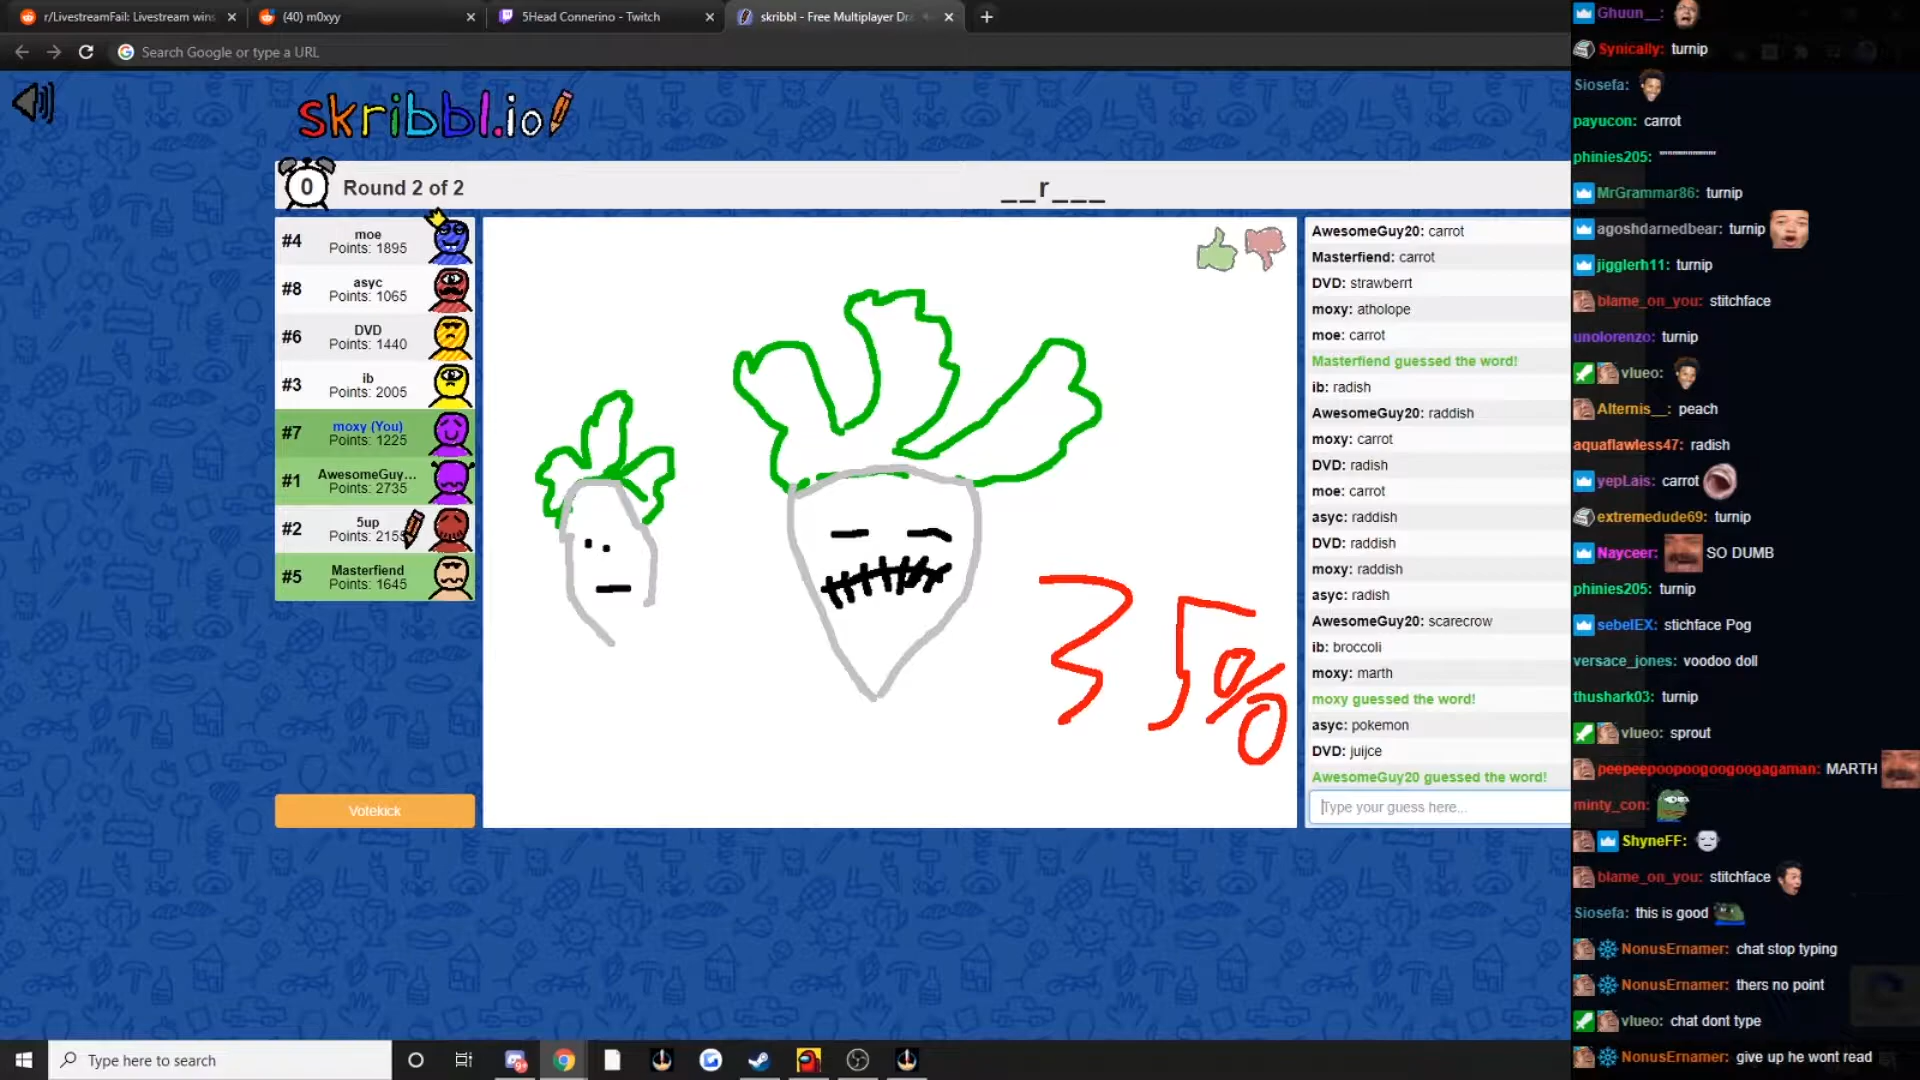 r/LivestreamFail: Livestream wins
(40) m0xyy
5Head Connerino - Twitch
skribbl - Free Multiplayer Dr
Search Google or type a URL
skribbl.io
0
Round 2 of 2
__r___
#4 moe
Points: 1895
#8 asyc
Points: 1065
#6 DVD
Points: 1440
#3 ib
Points: 2005
#7 moxy (You)
Points: 1225
#1 AwesomeGuy...
Points: 2735
#2 5up
Points: 2155
#5 Masterfiend
Points: 1645
Votekick
35%
AwesomeGuy20: carrot
Masterfiend: carrot
DVD: strawberrt
moxy: atholope
moe: carrot
Masterfiend guessed the word!
ib: radish
AwesomeGuy20: raddish
moxy: carrot
DVD: radish
moe: carrot
asyc: raddish
DVD: raddish
moxy: raddish
asyc: radish
AwesomeGuy20: scarecrow
ib: broccoli
moxy: marth
moxy guessed the word!
asyc: pokemon
DVD: juijce
AwesomeGuy20 guessed the word!
Type your guess here...
Ghuun__:
Synically: turnip
Siosefa:
payucon: carrot
phinies205: """"""""""""""
MrGrammar86: turnip
agoshdarnedbear: turnip
jigglerh11: turnip
blame_on_you: stitchface
unolorenzo: turnip
vlueo:
Alternis__: peach
aquaflawless47: radish
yepLais: carrot
extremedude69: turnip
Nayceer: SO DUMB
phinies205: turnip
sebelEX: stichface Pog
versace_jones: voodoo doll
thushark03: turnip
vlueo: sprout
peepeepoopoogoogoogagaman: MARTH
minty_con:
ShyneFF:
blame_on_you: stitchface
Siosefa: this is good
NonusErnamer: chat stop typing
NonusErnamer: thers no point
vlueo: chat dont type
NonusErnamer: give up he wont read
Type here to search